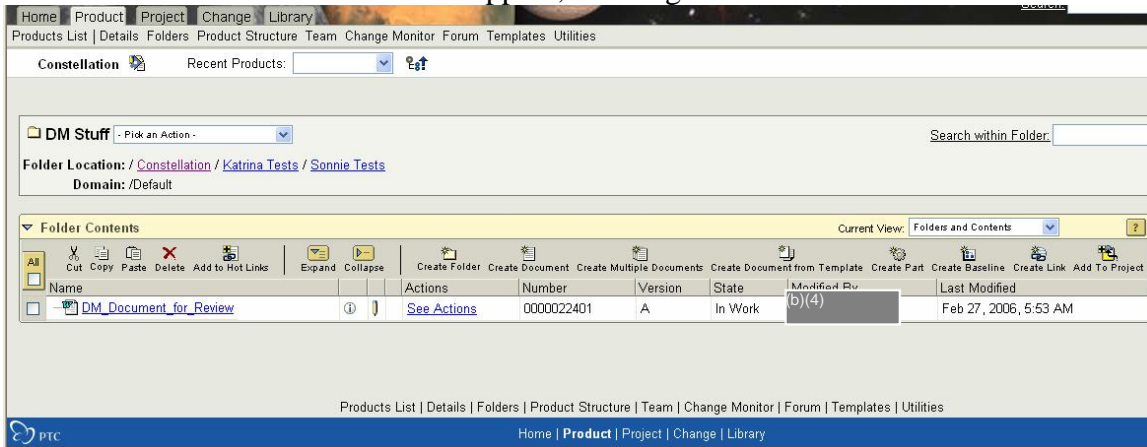 Home Product Project Change Library
Products List | Details Folders Product Structure Team Change Monitor Forum Templates Utilities
Constellation Recent Products:
DM Stuff - Pick an Action - Search within Folder:
Folder Location: / Constellation / Katrina Tests / Sonnie Tests
Domain: /Default
Folder Contents Current View: Folders and Contents ?
All Cut Copy Paste Delete Add to Hot Links Expand Collapse Create Folder Create Document Create Multiple Documents Create Document from Template Create Part Create Baseline Create Link Add To Project
Name Actions Number Version State Modified By Last Modified
DM_Document_for_Review See Actions 0000022401 A In Work (b)(4) Feb 27, 2006, 5:53 AM
Products List | Details | Folders | Product Structure | Team | Change Monitor | Forum | Templates | Utilities
PTC Home | Product | Project | Change | Library